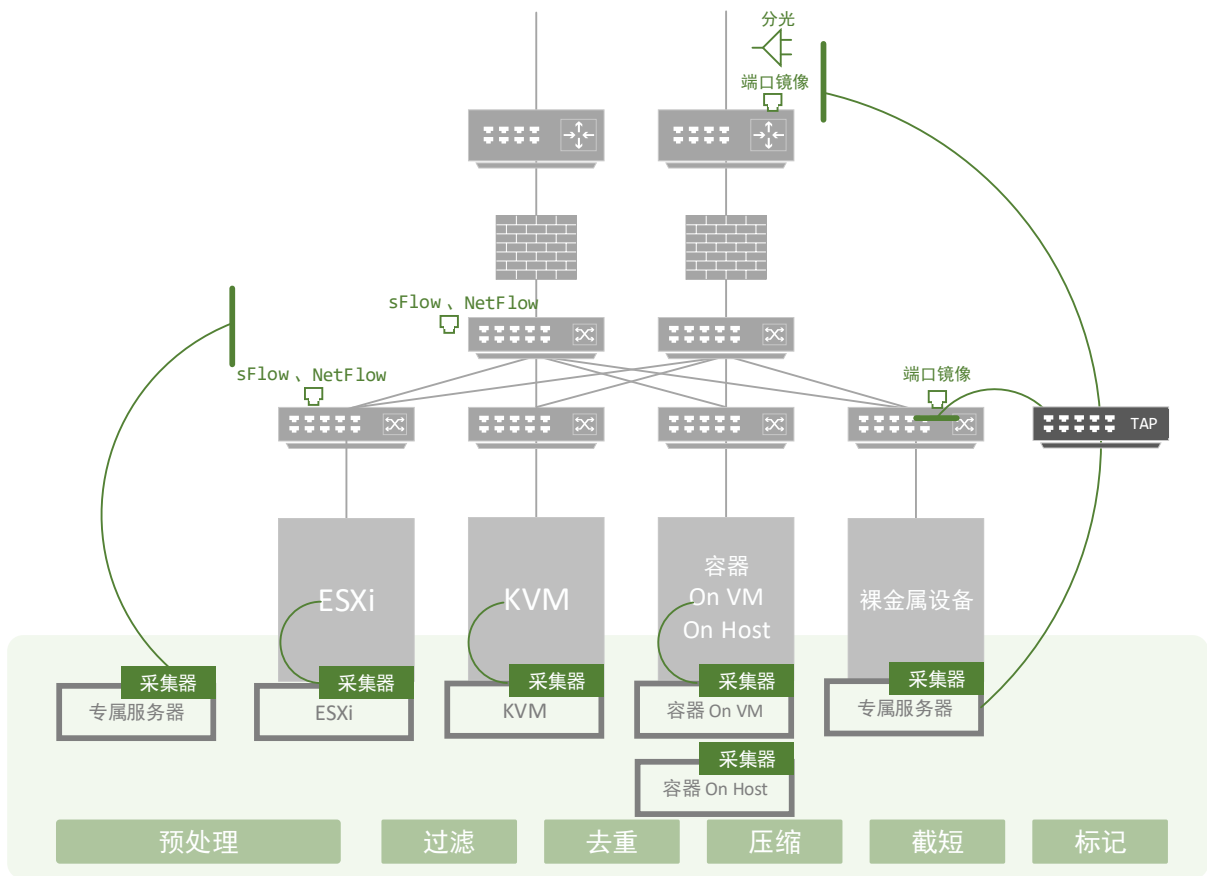 分光
端口镜像
sFlow、NetFlow
sFlow、NetFlow
端口镜像
TAP
ESXi
KVM
容器
On VM
On Host
裸金属设备
采集器
专属服务器
采集器
ESXi
采集器
KVM
采集器
容器 On VM
采集器
专属服务器
采集器
容器 On Host
预处理
过滤
去重
压缩
截短
标记